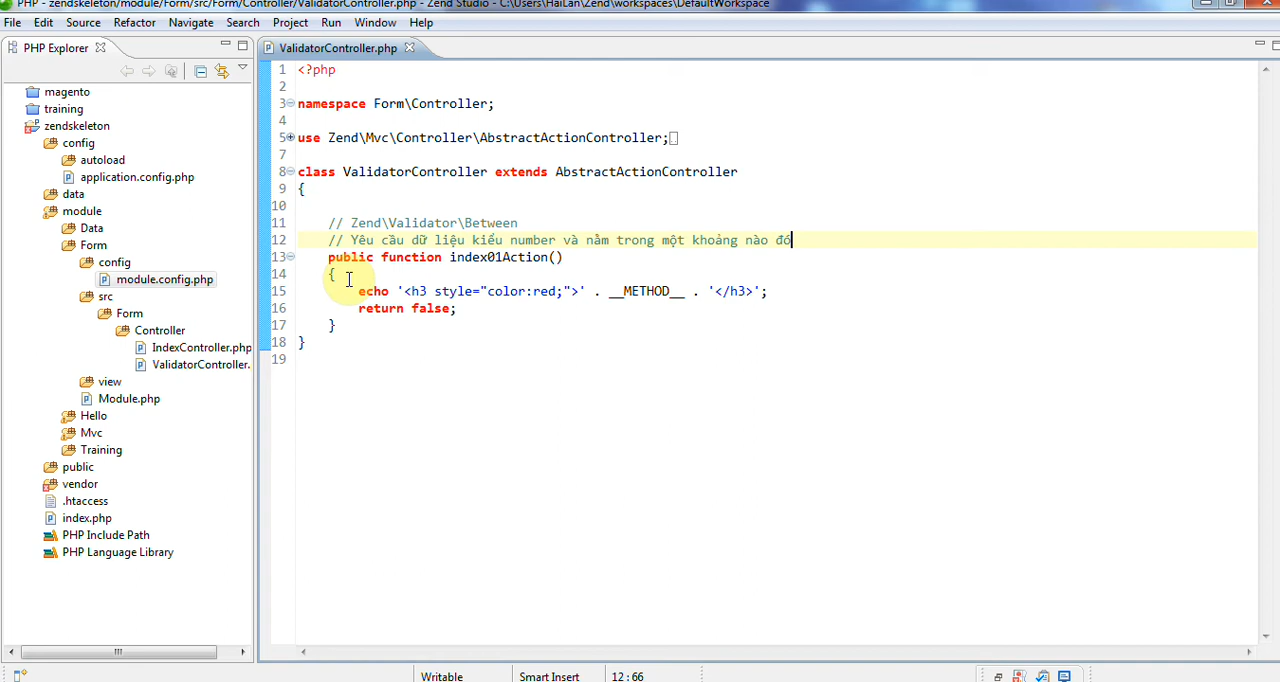 PHP - zendskeleton/module/Form/src/Form/Controller/ValidatorController.php - Zend Studio - C:\Users\HaiLan\Zend\workspaces\DefaultWorkspace
File Edit Source Refactor Navigate Search Project Run Window Help
PHP Explorer
magento
training
zendskeleton
config
autoload
application.config.php
data
module
Data
Form
config
module.config.php
src
Form
Controller
IndexController.php
ValidatorController.
view
Module.php
Hello
Mvc
Training
public
vendor
.htaccess
index.php
PHP Include Path
PHP Language Library
ValidatorController.php
1 <?php
2
3 namespace Form\Controller;
4
5 use Zend\Mvc\Controller\AbstractActionController;
7
8 class ValidatorController extends AbstractActionController
9 {
10
11 // Zend\Validator\Between
12 // Yêu cầu dữ liệu kiểu number và nằm trong một khoảng nào đó
13 public function index01Action()
14 {
15 echo '<h3 style="color:red;">' . __METHOD__ . '</h3>';
16 return false;
17 }
18 }
19
Writable Smart Insert 12 : 66